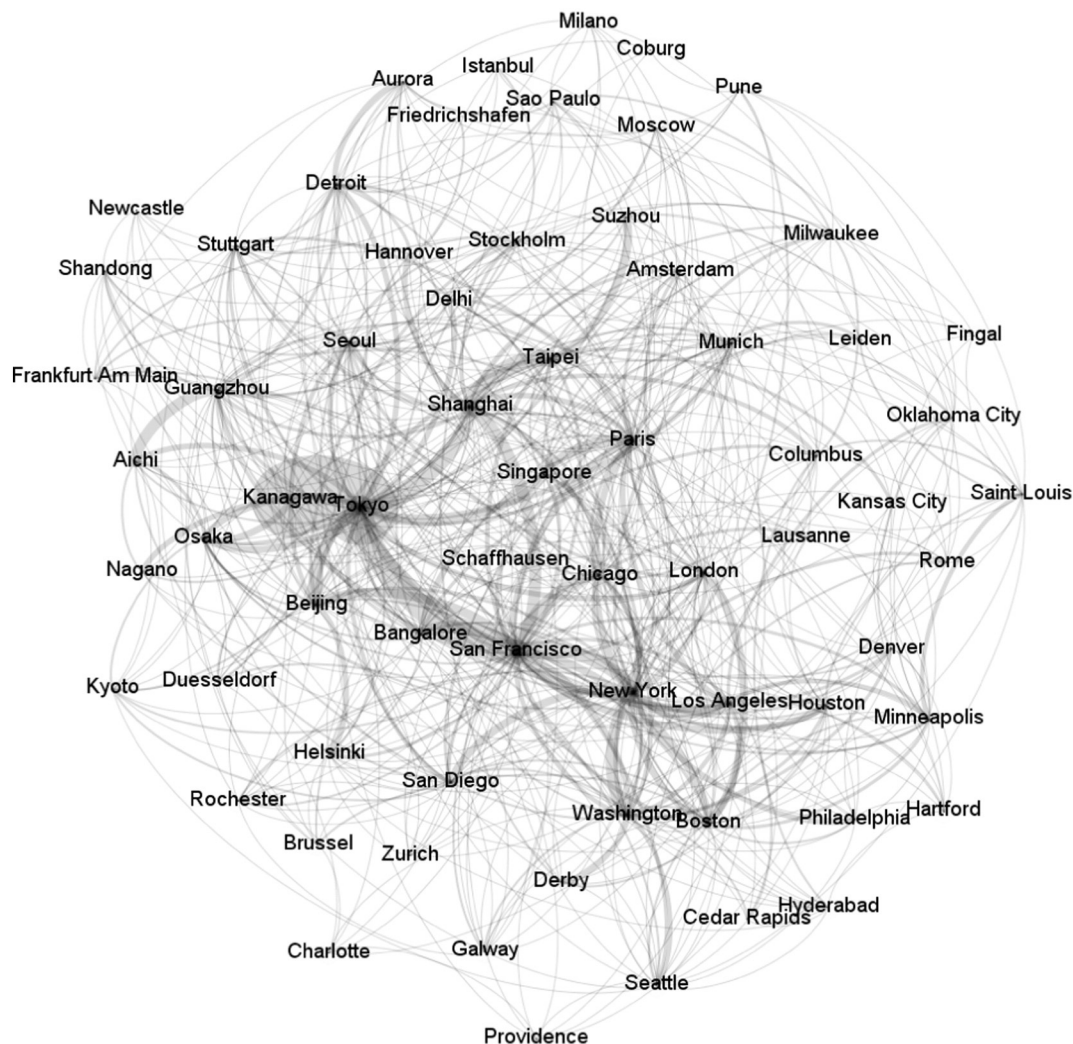 Milano
Coburg
Istanbul
Aurora
Pune
Sao Paulo
Friedrichshafen
Moscow
Detroit
Newcastle
Suzhou
Milwaukee
Stuttgart
Stockholm
Hannover
Shandong
Amsterdam
Delhi
Fingal
Leiden
Seoul
Munich
Taipei
Frankfurt Am Main
Guangzhou
Shanghai
Oklahoma City
Paris
Columbus
Aichi
Singapore
Saint Louis
Kanagawa
Kansas City
Tokyo
Osaka
Lausanne
Schaffhausen
Rome
Nagano
Chicago
London
Beijing
Bangalore
San Francisco
Denver
Duesseldorf
Kyoto
New York
Los Angeles
Houston
Minneapolis
Helsinki
San Diego
Rochester
Hartford
Washington
Philadelphia
Boston
Brussel
Zurich
Derby
Hyderabad
Cedar Rapids
Galway
Charlotte
Seattle
Providence